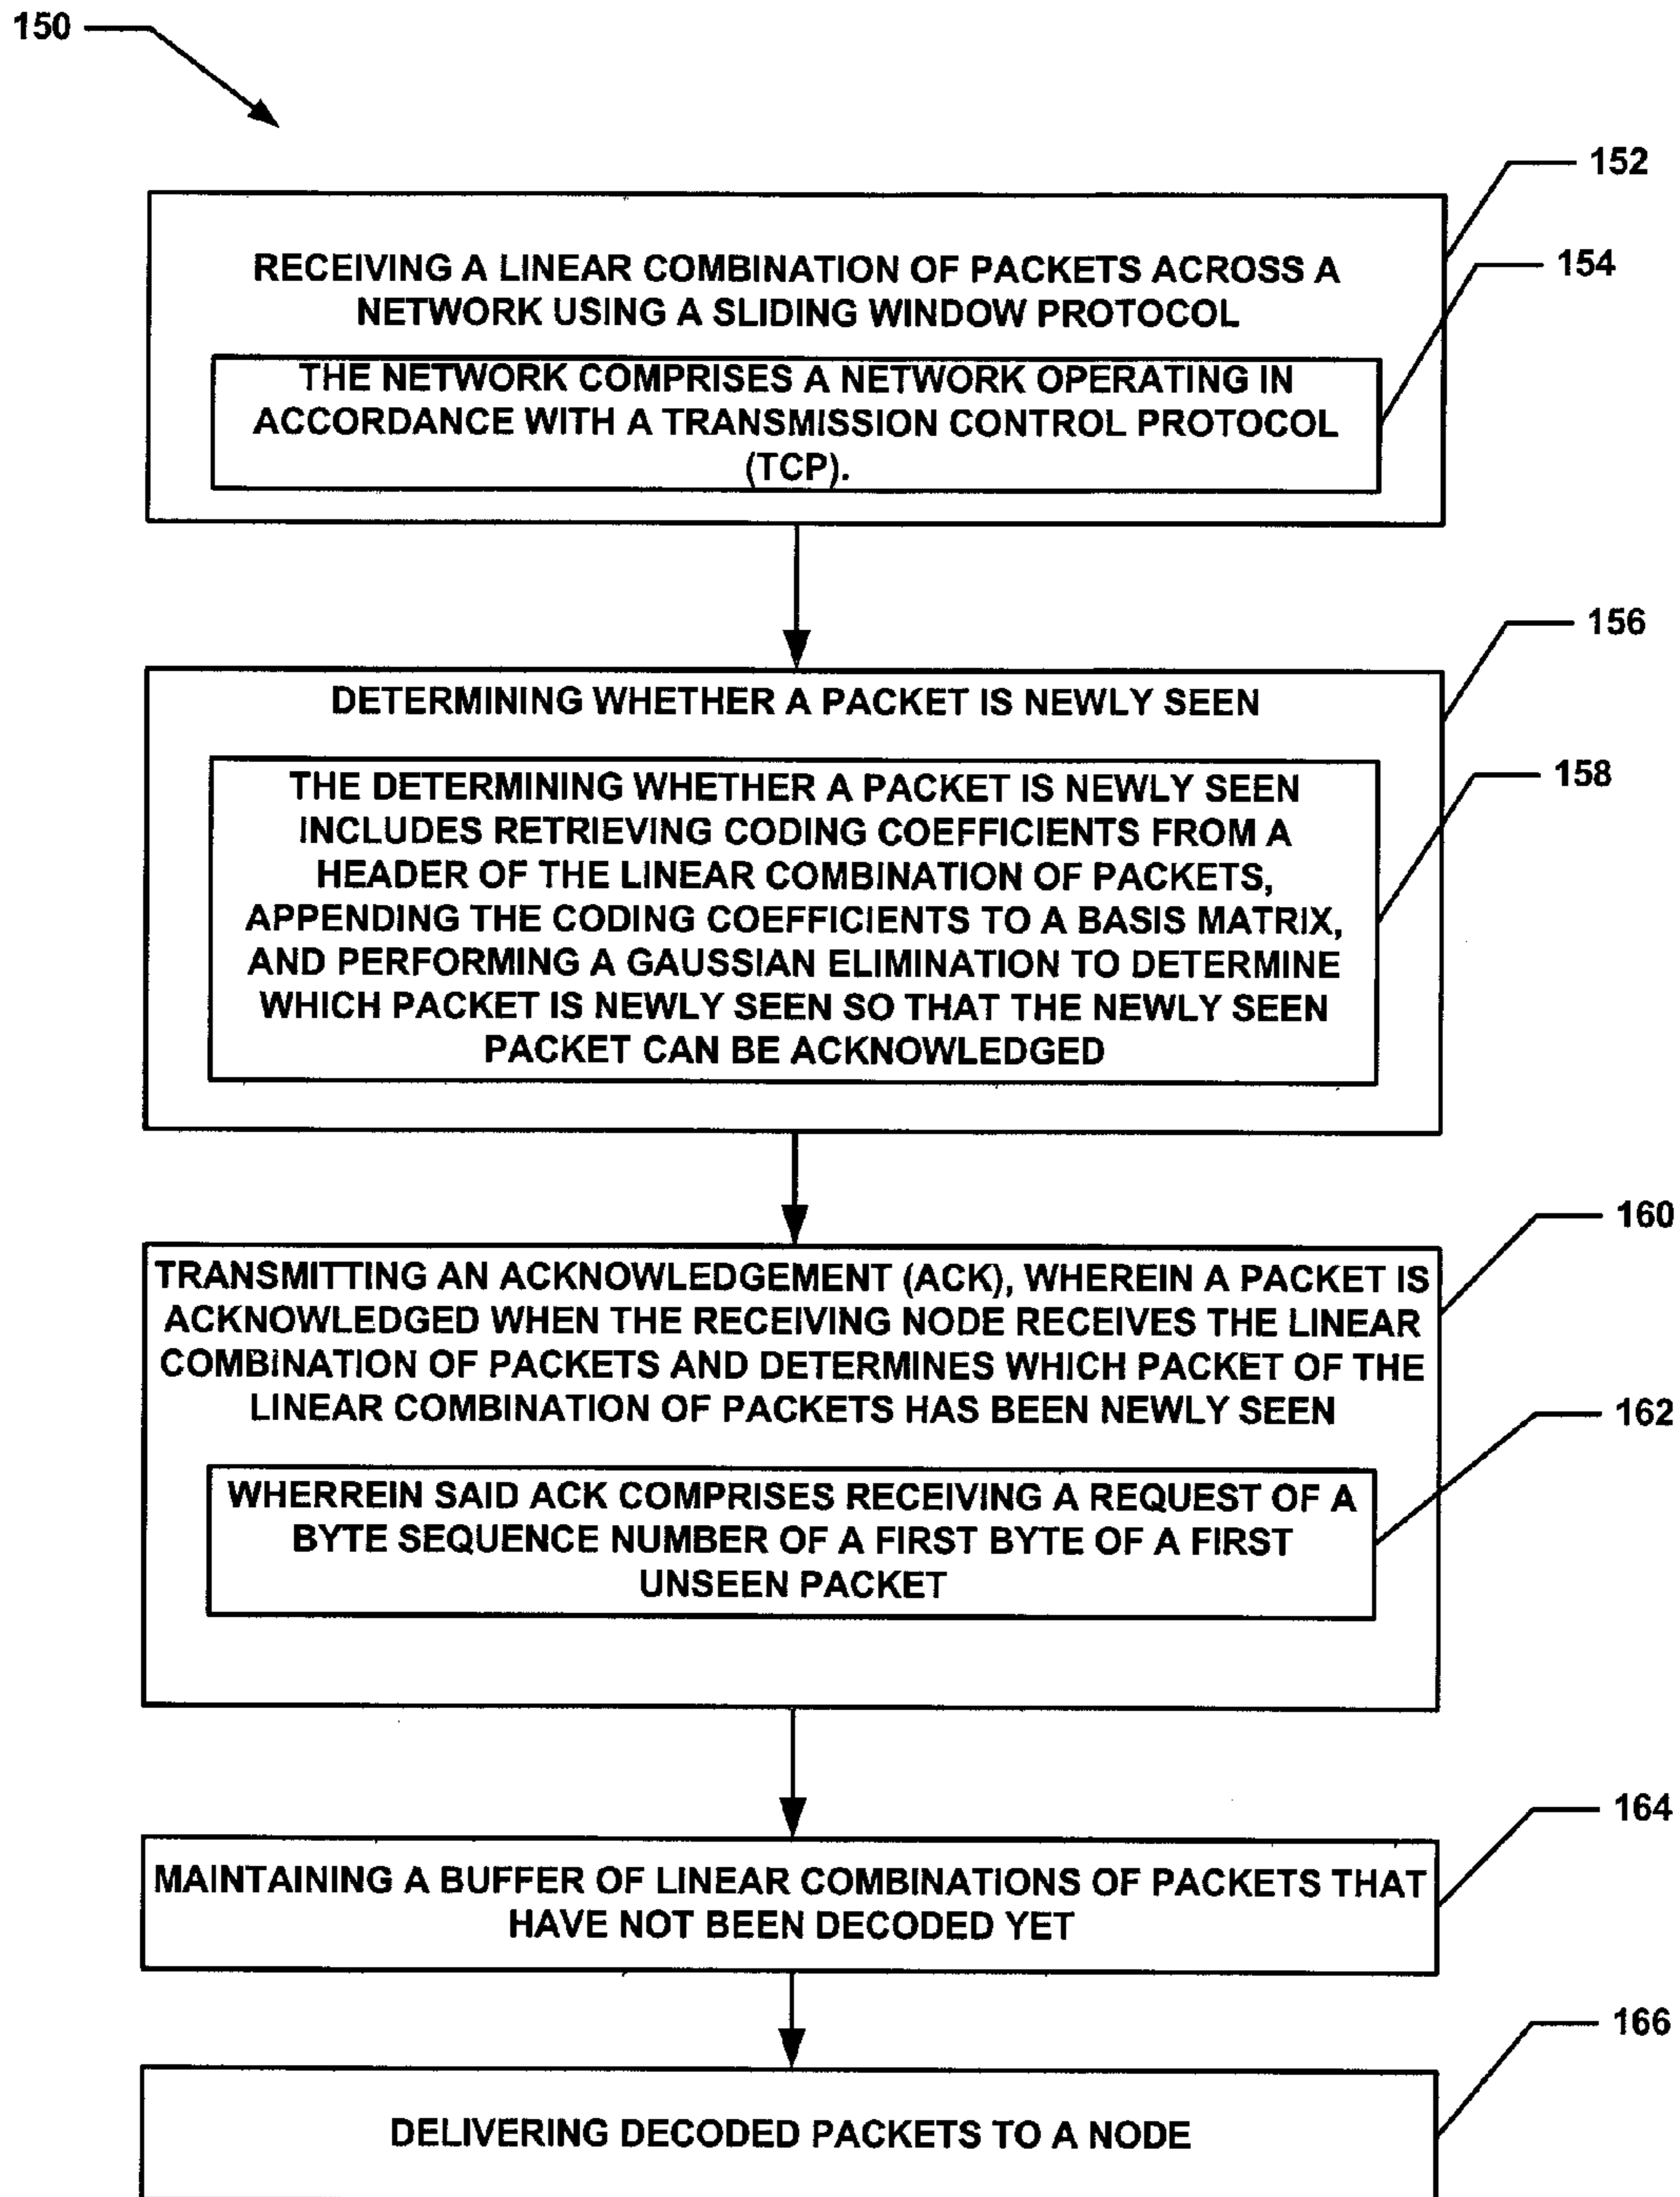 150
152
RECEIVING A LINEAR COMBINATION OF PACKETS ACROSS A
NETWORK USING A SLIDING WINDOW PROTOCOL
154
THE NETWORK COMPRISES A NETWORK OPERATING IN
ACCORDANCE WITH A TRANSMISSION CONTROL PROTOCOL
(TCP).
156
DETERMINING WHETHER A PACKET IS NEWLY SEEN
158
THE DETERMINING WHETHER A PACKET IS NEWLY SEEN
INCLUDES RETRIEVING CODING COEFFICIENTS FROM A
HEADER OF THE LINEAR COMBINATION OF PACKETS,
APPENDING THE CODING COEFFICIENTS TO A BASIS MATRIX,
AND PERFORMING A GAUSSIAN ELIMINATION TO DETERMINE
WHICH PACKET IS NEWLY SEEN SO THAT THE NEWLY SEEN
PACKET CAN BE ACKNOWLEDGED
160
TRANSMITTING AN ACKNOWLEDGEMENT (ACK), WHEREIN A PACKET IS
ACKNOWLEDGED WHEN THE RECEIVING NODE RECEIVES THE LINEAR
COMBINATION OF PACKETS AND DETERMINES WHICH PACKET OF THE
LINEAR COMBINATION OF PACKETS HAS BEEN NEWLY SEEN
162
WHERREIN SAID ACK COMPRISES RECEIVING A REQUEST OF A
BYTE SEQUENCE NUMBER OF A FIRST BYTE OF A FIRST
UNSEEN PACKET
164
MAINTAINING A BUFFER OF LINEAR COMBINATIONS OF PACKETS THAT
HAVE NOT BEEN DECODED YET
166
DELIVERING DECODED PACKETS TO A NODE